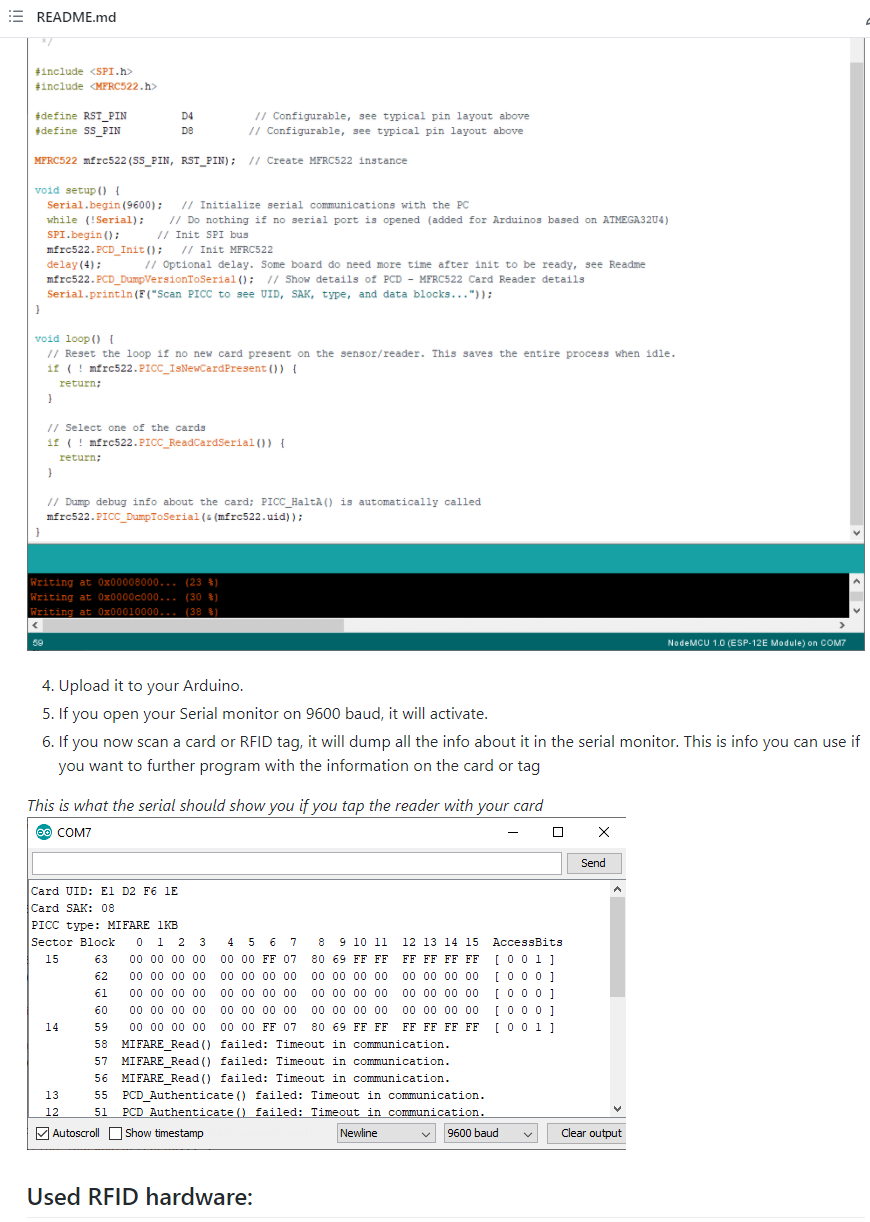 README.md
*/
#include <SPI.h>
#include <MFRC522.h>
#define RST_PIN D4 // Configurable, see typical pin layout above
#define SS_PIN D8 // Configurable, see typical pin layout above
MFRC522 mfrc522(SS_PIN, RST_PIN); // Create MFRC522 instance
void setup() {
Serial.begin(9600); // Initialize serial communications with the PC
while (!Serial); // Do nothing if no serial port is opened (added for Arduinos based on ATMEGA32U4)
SPI.begin(); // Init SPI bus
mfrc522.PCD_Init(); // Init MFRC522
delay(4); // Optional delay. Some board do need more time after init to be ready, see Readme
mfrc522.PCD_DumpVersionToSerial(); // Show details of PCD - MFRC522 Card Reader details
Serial.println(F("Scan PICC to see UID, SAK, type, and data blocks..."));
}
void loop() {
// Reset the loop if no new card present on the sensor/reader. This saves the entire process when idle.
if ( ! mfrc522.PICC_IsNewCardPresent()) {
return;
}
// Select one of the cards
if ( ! mfrc522.PICC_ReadCardSerial()) {
return;
}
// Dump debug info about the card; PICC_HaltA() is automatically called
mfrc522.PICC_DumpToSerial(&(mfrc522.uid));
}
Writing at 0x00008000... (23 %)
Writing at 0x0000c000... (30 %)
Writing at 0x00010000... (38 %)
59 NodeMCU 1.0 (ESP-12E Module) on COM7
4. Upload it to your Arduino.
5. If you open your Serial monitor on 9600 baud, it will activate.
6. If you now scan a card or RFID tag, it will dump all the info about it in the serial monitor. This is info you can use if
you want to further program with the information on the card or tag
This is what the serial should show you if you tap the reader with your card
COM7
Send
Card UID: E1 D2 F6 1E
Card SAK: 08
PICC type: MIFARE 1KB
Sector Block 0 1 2 3 4 5 6 7 8 9 10 11 12 13 14 15 AccessBits
15 63 00 00 00 00 00 00 FF 07 80 69 FF FF FF FF FF FF [ 0 0 1 ]
62 00 00 00 00 00 00 00 00 00 00 00 00 00 00 00 00 [ 0 0 0 ]
61 00 00 00 00 00 00 00 00 00 00 00 00 00 00 00 00 [ 0 0 0 ]
60 00 00 00 00 00 00 00 00 00 00 00 00 00 00 00 00 [ 0 0 0 ]
14 59 00 00 00 00 00 00 FF 07 80 69 FF FF FF FF FF FF [ 0 0 1 ]
58 MIFARE_Read() failed: Timeout in communication.
57 MIFARE_Read() failed: Timeout in communication.
56 MIFARE_Read() failed: Timeout in communication.
13 55 PCD_Authenticate() failed: Timeout in communication.
12 51 PCD_Authenticate() failed: Timeout in communication.
Autoscroll Show timestamp Newline 9600 baud Clear output
Used RFID hardware: